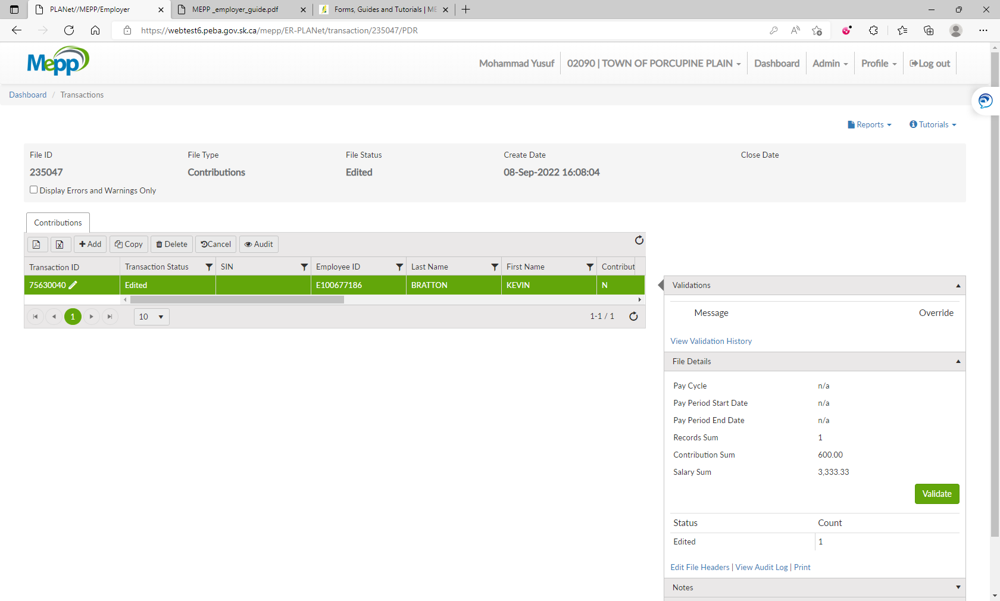 PLANet//MEPP/Employer
MEPP _employer_guide.pdf
Forms, Guides and Tutorials | ME
https://webtest6.peba.gov.sk.ca/mepp/ER-PLANet/transaction/235047/PDR
Mepp
Mohammad Yusuf
02090 | TOWN OF PORCUPINE PLAIN
Dashboard
Admin
Profile
Log out
Dashboard / Transactions
Reports
Tutorials
File ID File Type File Status Create Date Close Date
235047 Contributions Edited 08-Sep-2022 16:08:04
Display Errors and Warnings Only
Contributions
Add Copy Delete Cancel Audit
Transaction ID Transaction Status SIN Employee ID Last Name First Name Contribut
75630040 Edited E100677186 BRATTON KEVIN N
1 10 1-1 / 1
Validations
Message Override
View Validation History
File Details
Pay Cycle n/a
Pay Period Start Date n/a
Pay Period End Date n/a
Records Sum 1
Contribution Sum 600.00
Salary Sum 3,333.33
Validate
Status Count
Edited 1
Edit File Headers | View Audit Log | Print
Notes